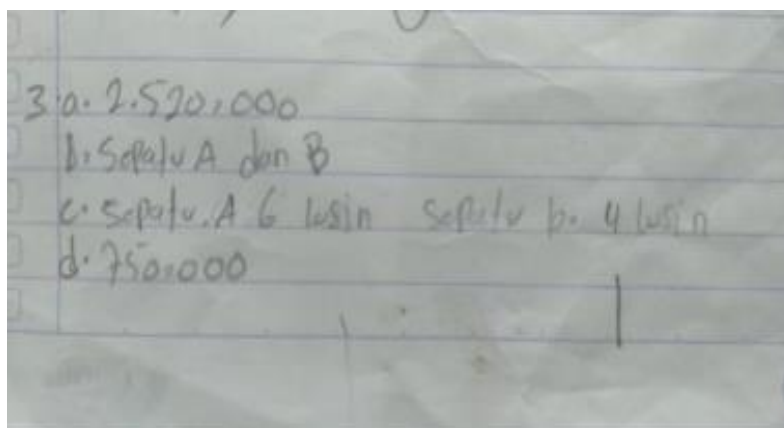 3 a. 2.520.000
b. Sepatu A dan B
c. sepatu. A 6 lusin sepatu b. 4 lusin
d. 750.000